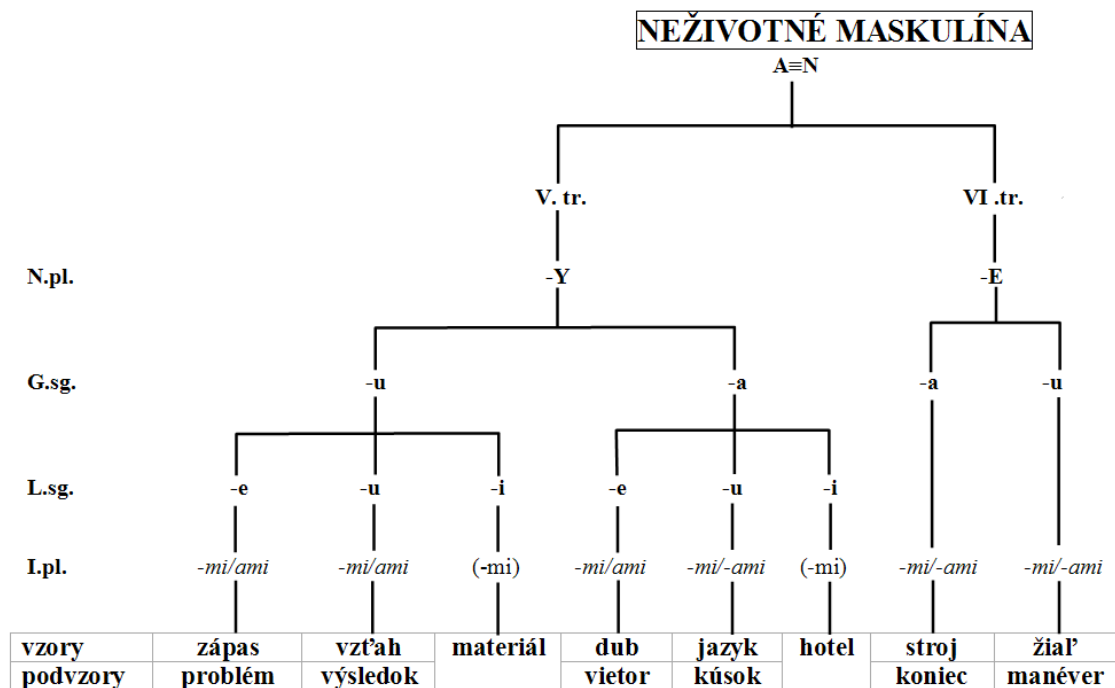 NEŽIVOTNÉ MASKULÍNA
A≡N
V. tr. VI .tr.
N.pl. -Y -E
G.sg. -u -a -a -u
L.sg. -e -u -i -e -u -i
I.pl. -mi/ami -mi/ami (-mi) -mi/ami -mi/-ami (-mi) -mi/-ami -mi/-ami
vzory zápas vzťah materiál dub jazyk hotel stroj žiaľ
podvzory problém výsledok vietor kúsok koniec manéver